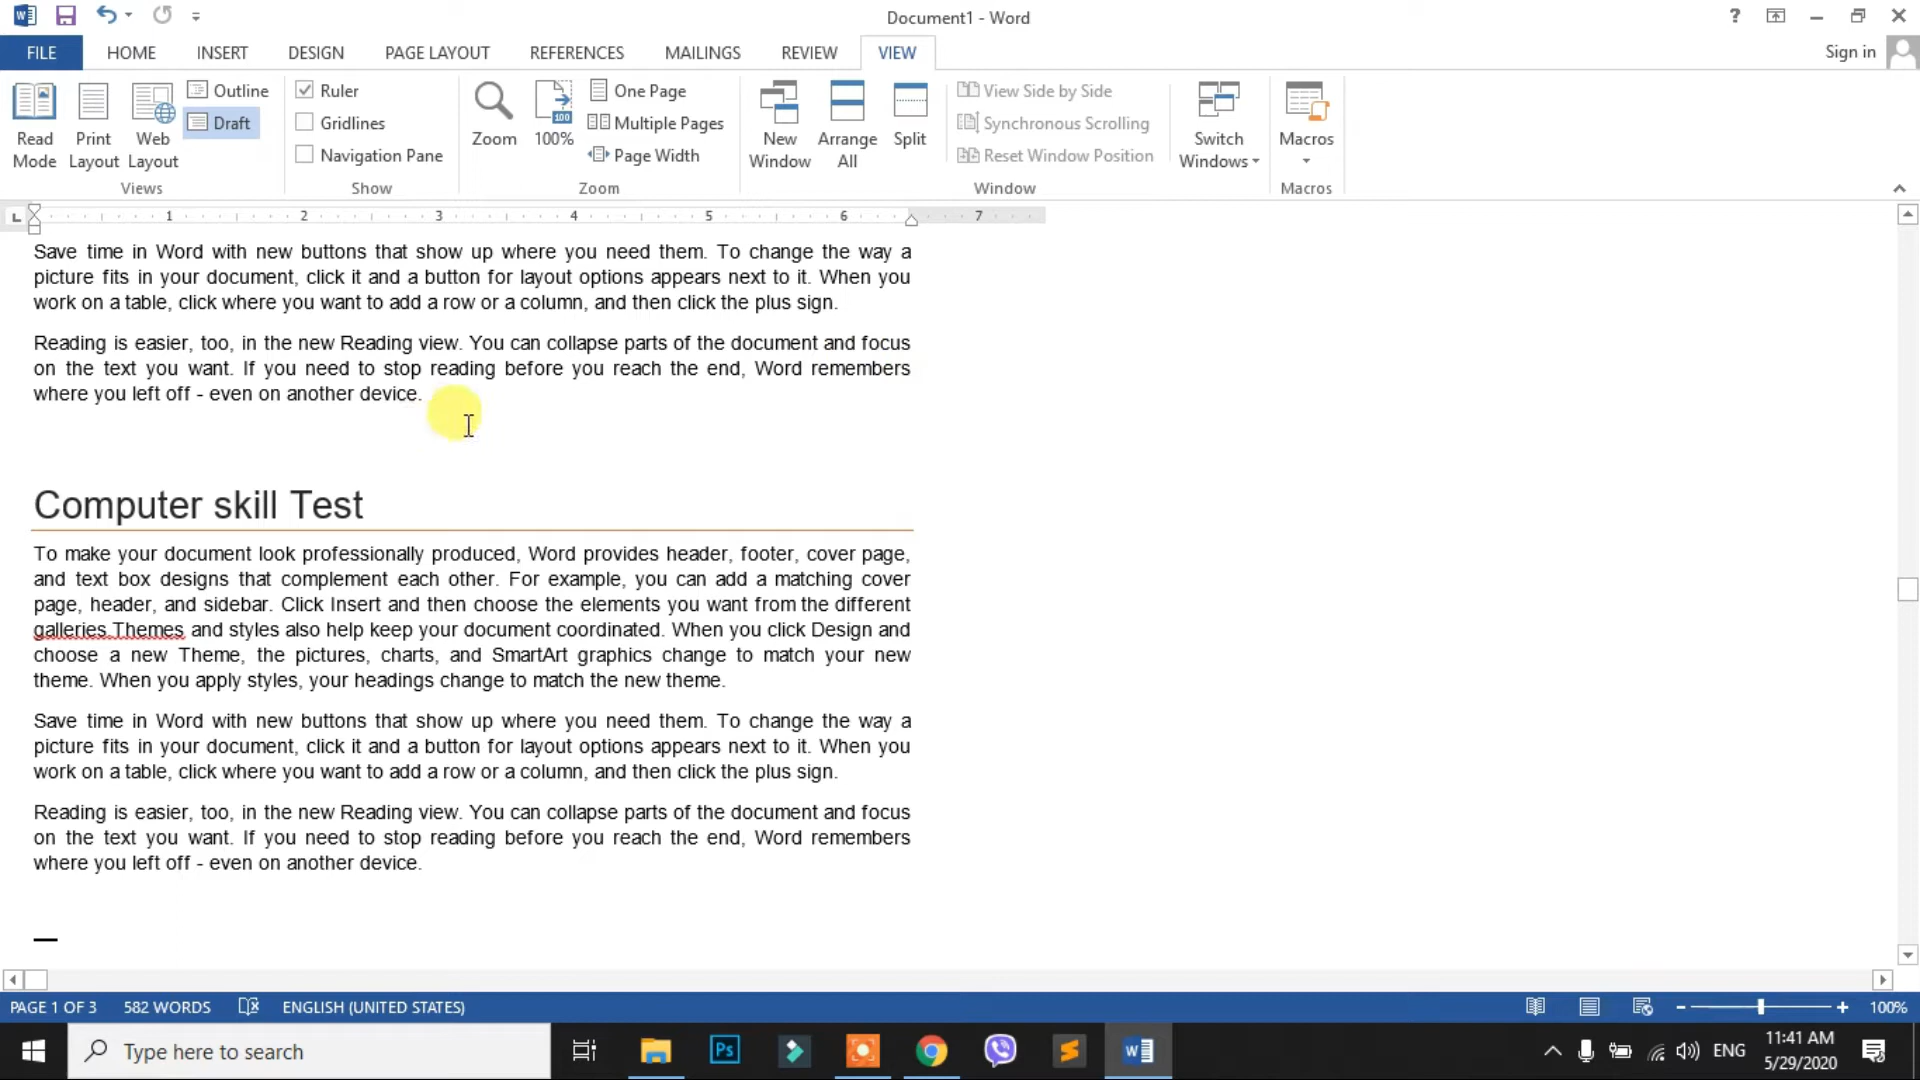 Document1 - Word
?
FILE
HOME
INSERT
DESIGN
PAGE LAYOUT
REFERENCES
MAILINGS
REVIEW
VIEW
Sign in
Read Mode
Print Layout
Web Layout
Outline
Draft
Views
Ruler
Gridlines
Navigation Pane
Show
Zoom
100
100%
One Page
Multiple Pages
Page Width
Zoom
New Window
Arrange All
Split
View Side by Side
Synchronous Scrolling
Reset Window Position
Window
Switch Windows
Macros
Macros
1 2 3 4 5 6 7
Save time in Word with new buttons that show up where you need them. To change the way a
picture fits in your document, click it and a button for layout options appears next to it. When you
work on a table, click where you want to add a row or a column, and then click the plus sign.
Reading is easier, too, in the new Reading view. You can collapse parts of the document and focus
on the text you want. If you need to stop reading before you reach the end, Word remembers
where you left off - even on another device.
Computer skill Test
To make your document look professionally produced, Word provides header, footer, cover page,
and text box designs that complement each other. For example, you can add a matching cover
page, header, and sidebar. Click Insert and then choose the elements you want from the different
galleries.Themes and styles also help keep your document coordinated. When you click Design and
choose a new Theme, the pictures, charts, and SmartArt graphics change to match your new
theme. When you apply styles, your headings change to match the new theme.
Save time in Word with new buttons that show up where you need them. To change the way a
picture fits in your document, click it and a button for layout options appears next to it. When you
work on a table, click where you want to add a row or a column, and then click the plus sign.
Reading is easier, too, in the new Reading view. You can collapse parts of the document and focus
on the text you want. If you need to stop reading before you reach the end, Word remembers
where you left off - even on another device.
PAGE 1 OF 3
582 WORDS
ENGLISH (UNITED STATES)
100%
Type here to search
Ps
ENG
11:41 AM
5/29/2020